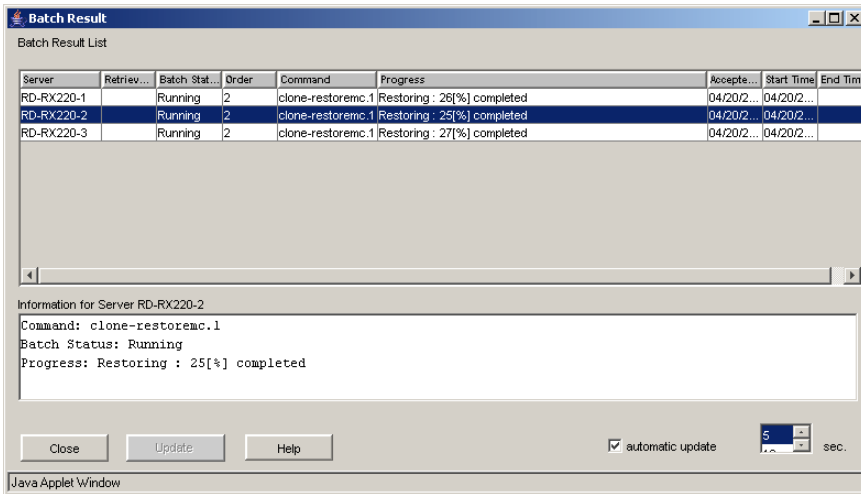 Batch Result
Batch Result List
Server Retriev... Batch Stat... Order Command Progress Accepte... Start Time End Tim
RD-RX220-1 Running 2 clone-restoremc.1 Restoring : 26[%] completed 04/20/2... 04/20/2...
RD-RX220-2 Running 2 clone-restoremc.1 Restoring : 25[%] completed 04/20/2... 04/20/2...
RD-RX220-3 Running 2 clone-restoremc.1 Restoring : 27[%] completed 04/20/2... 04/20/2...
Information for Server RD-RX220-2
Command: clone-restoremc.1
Batch Status: Running
Progress: Restoring : 25[%] completed
Close Update Help automatic update 5 sec.
Java Applet Window